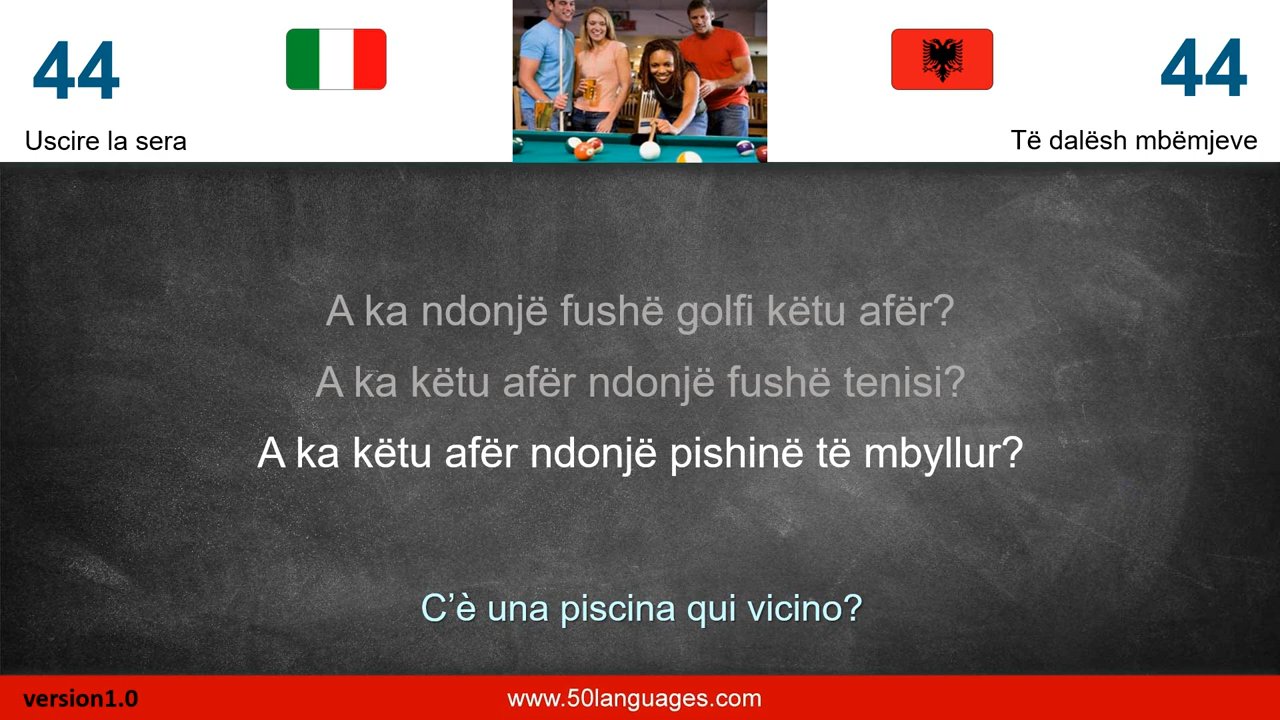 44
44
Uscire la sera
Të dalësh mbëmjeve
A ka ndonjë fushë golfi këtu afër?
A ka këtu afër ndonjë fushë tenisi?
A ka këtu afër ndonjë pishinë të mbyllur?
C’è una piscina qui vicino?
version1.0
www.50languages.com